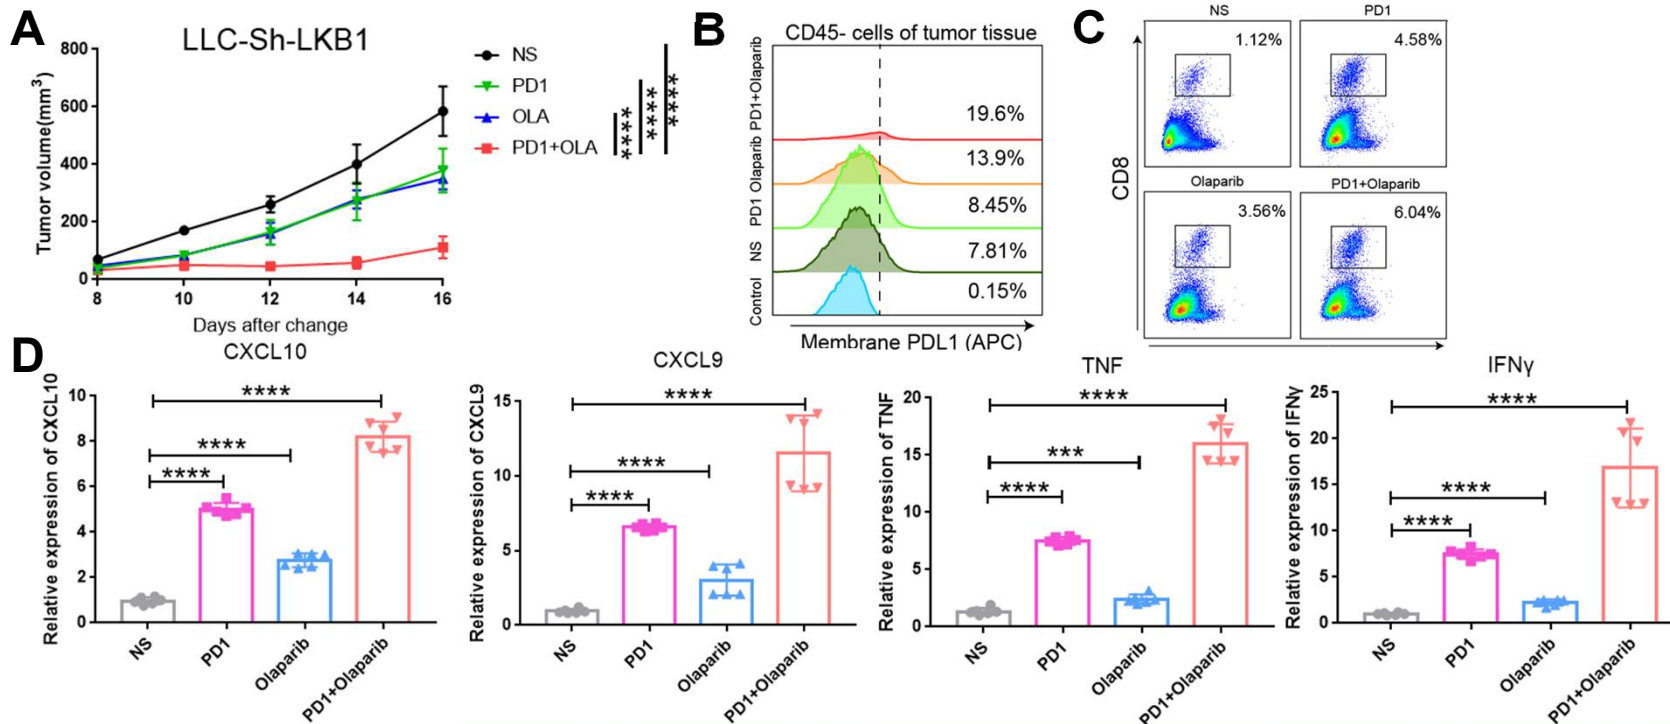 A
LLC-Sh-LKB1
Tumor volume(mm³)
800
600
400
200
0
8
10
12
14
16
Days after change
NS
PD1
OLA
PD1+OLA
****
****
****
B
CD45- cells of tumor tissue
PD1+Olaparib
Olaparib
PD1
NS
Control
19.6%
13.9%
8.45%
7.81%
0.15%
Membrane PDL1 (APC)
C
CD8
NS
1.12%
PD1
4.58%
Olaparib
3.56%
PD1+Olaparib
6.04%
D
CXCL10
Relative expression of CXCL10
10
8
6
4
2
0
****
****
****
NS
PD1
Olaparib
PD1+Olaparib
CXCL9
Relative expression of CXCL9
15
10
5
0
****
****
****
NS
PD1
Olaparib
PD1+Olaparib
TNF
Relative expression of TNF
20
15
10
5
0
****
***
****
NS
PD1
Olaparib
PD1+Olaparib
IFNγ
Relative expression of IFNγ
25
20
15
10
5
0
****
****
****
NS
PD1
Olaparib
PD1+Olaparib